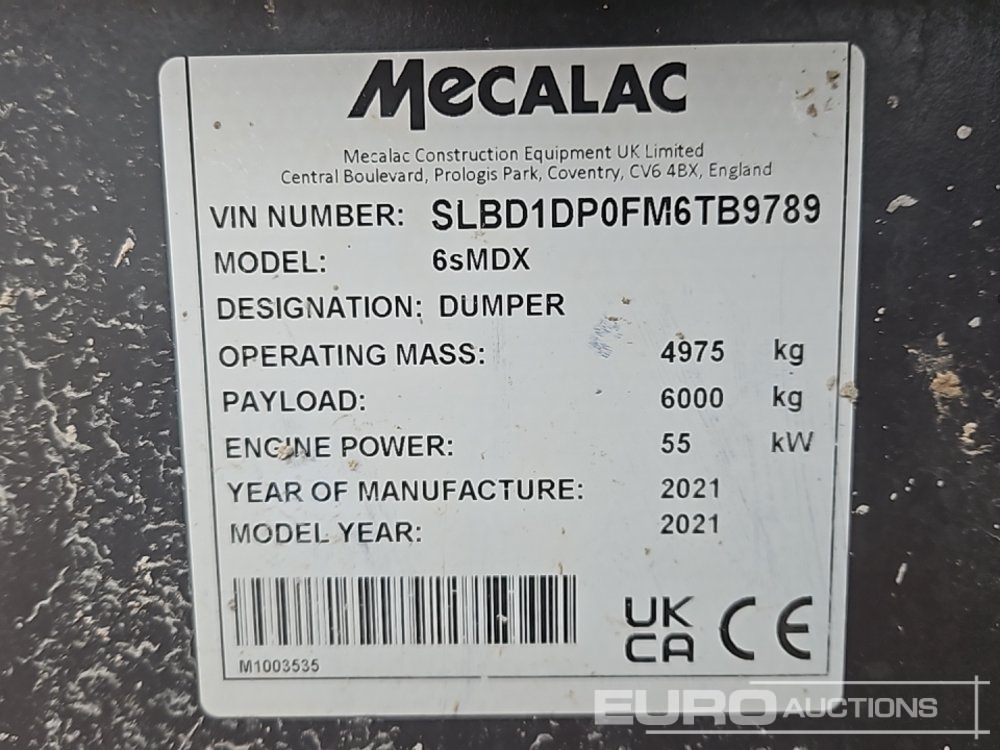 MeCALAC
Mecalac Construction Equipment UK Limited
Central Boulevard, Prologis Park, Coventry, CV6 4BX, England
VIN NUMBER: SLBD1DP0FM6TB9789
MODEL: 6sMDX
DESIGNATION: DUMPER
OPERATING MASS: 4975 kg
PAYLOAD: 6000 kg
ENGINE POWER: 55 kW
YEAR OF MANUFACTURE: 2021
MODEL YEAR: 2021
M1003535
UK
CA CE
EURO AUCTIONS